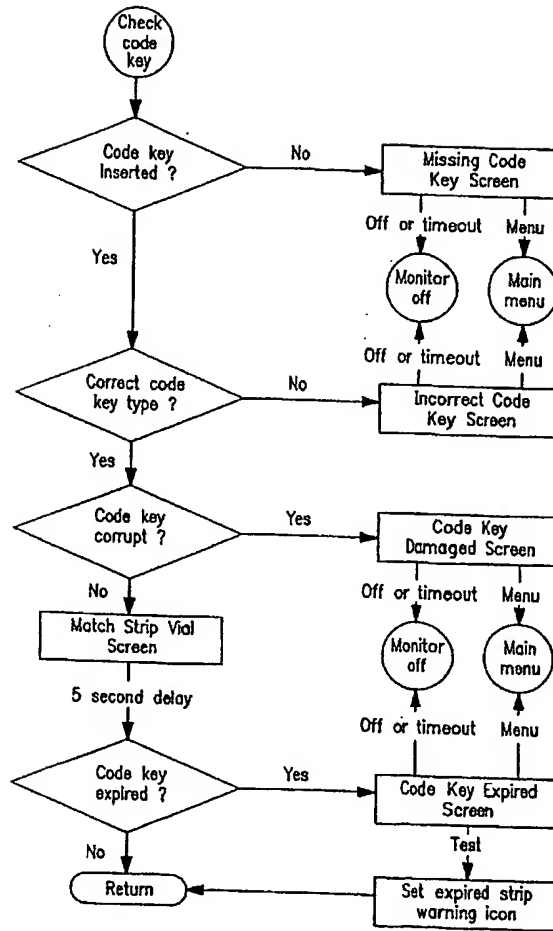 Check
code
key
Code key
Inserted ?
No
Missing Code
Key Screen
Yes
Off or timeout
Menu
Monitor
off
Main
menu
Off or timeout
Menu
Correct code
key type ?
No
Incorrect Code
Key Screen
Yes
Code key
corrupt ?
Yes
Code Key
Damaged Screen
No
Off or timeout
Menu
Match Strip Vial
Screen
Monitor
off
Main
menu
5 second delay
Off or timeout
Menu
Code key
expired ?
Yes
Code Key Expired
Screen
No
Test
Return
Set expired strip
warning icon